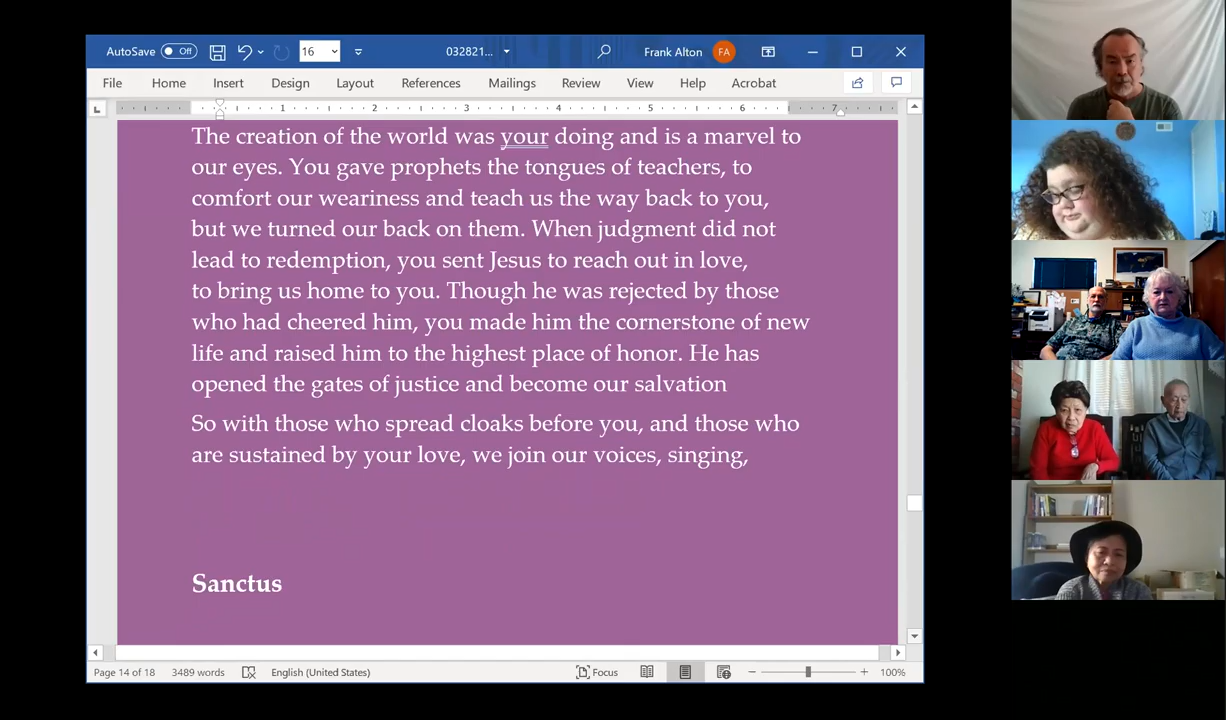 AutoSave Off 16 032821... Frank Alton FA
File Home Insert Design Layout References Mailings Review View Help Acrobat
1 2 3 4 5 6 7
The creation of the world was your doing and is a marvel to
our eyes. You gave prophets the tongues of teachers, to
comfort our weariness and teach us the way back to you,
but we turned our back on them. When judgment did not
lead to redemption, you sent Jesus to reach out in love,
to bring us home to you. Though he was rejected by those
who had cheered him, you made him the cornerstone of new
life and raised him to the highest place of honor. He has
opened the gates of justice and become our salvation
So with those who spread cloaks before you, and those who
are sustained by your love, we join our voices, singing,
Sanctus
Page 14 of 18 3489 words English (United States) Focus 100%